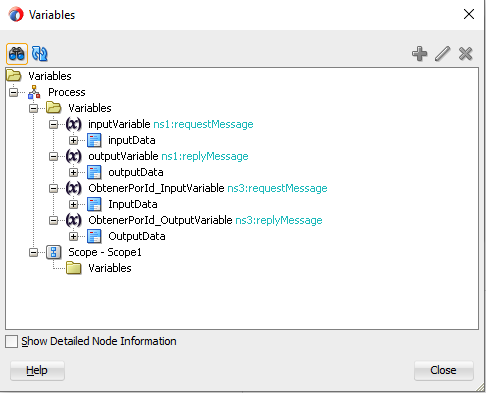 Variables
Variables
Process
Variables
(x) inputVariable ns1:requestMessage
inputData
(x) outputVariable ns1:replyMessage
outputData
(x) ObtenerPorId_InputVariable ns3:requestMessage
InputData
(x) ObtenerPorId_OutputVariable ns3:replyMessage
OutputData
Scope - Scope1
Variables
Show Detailed Node Information
Help Close